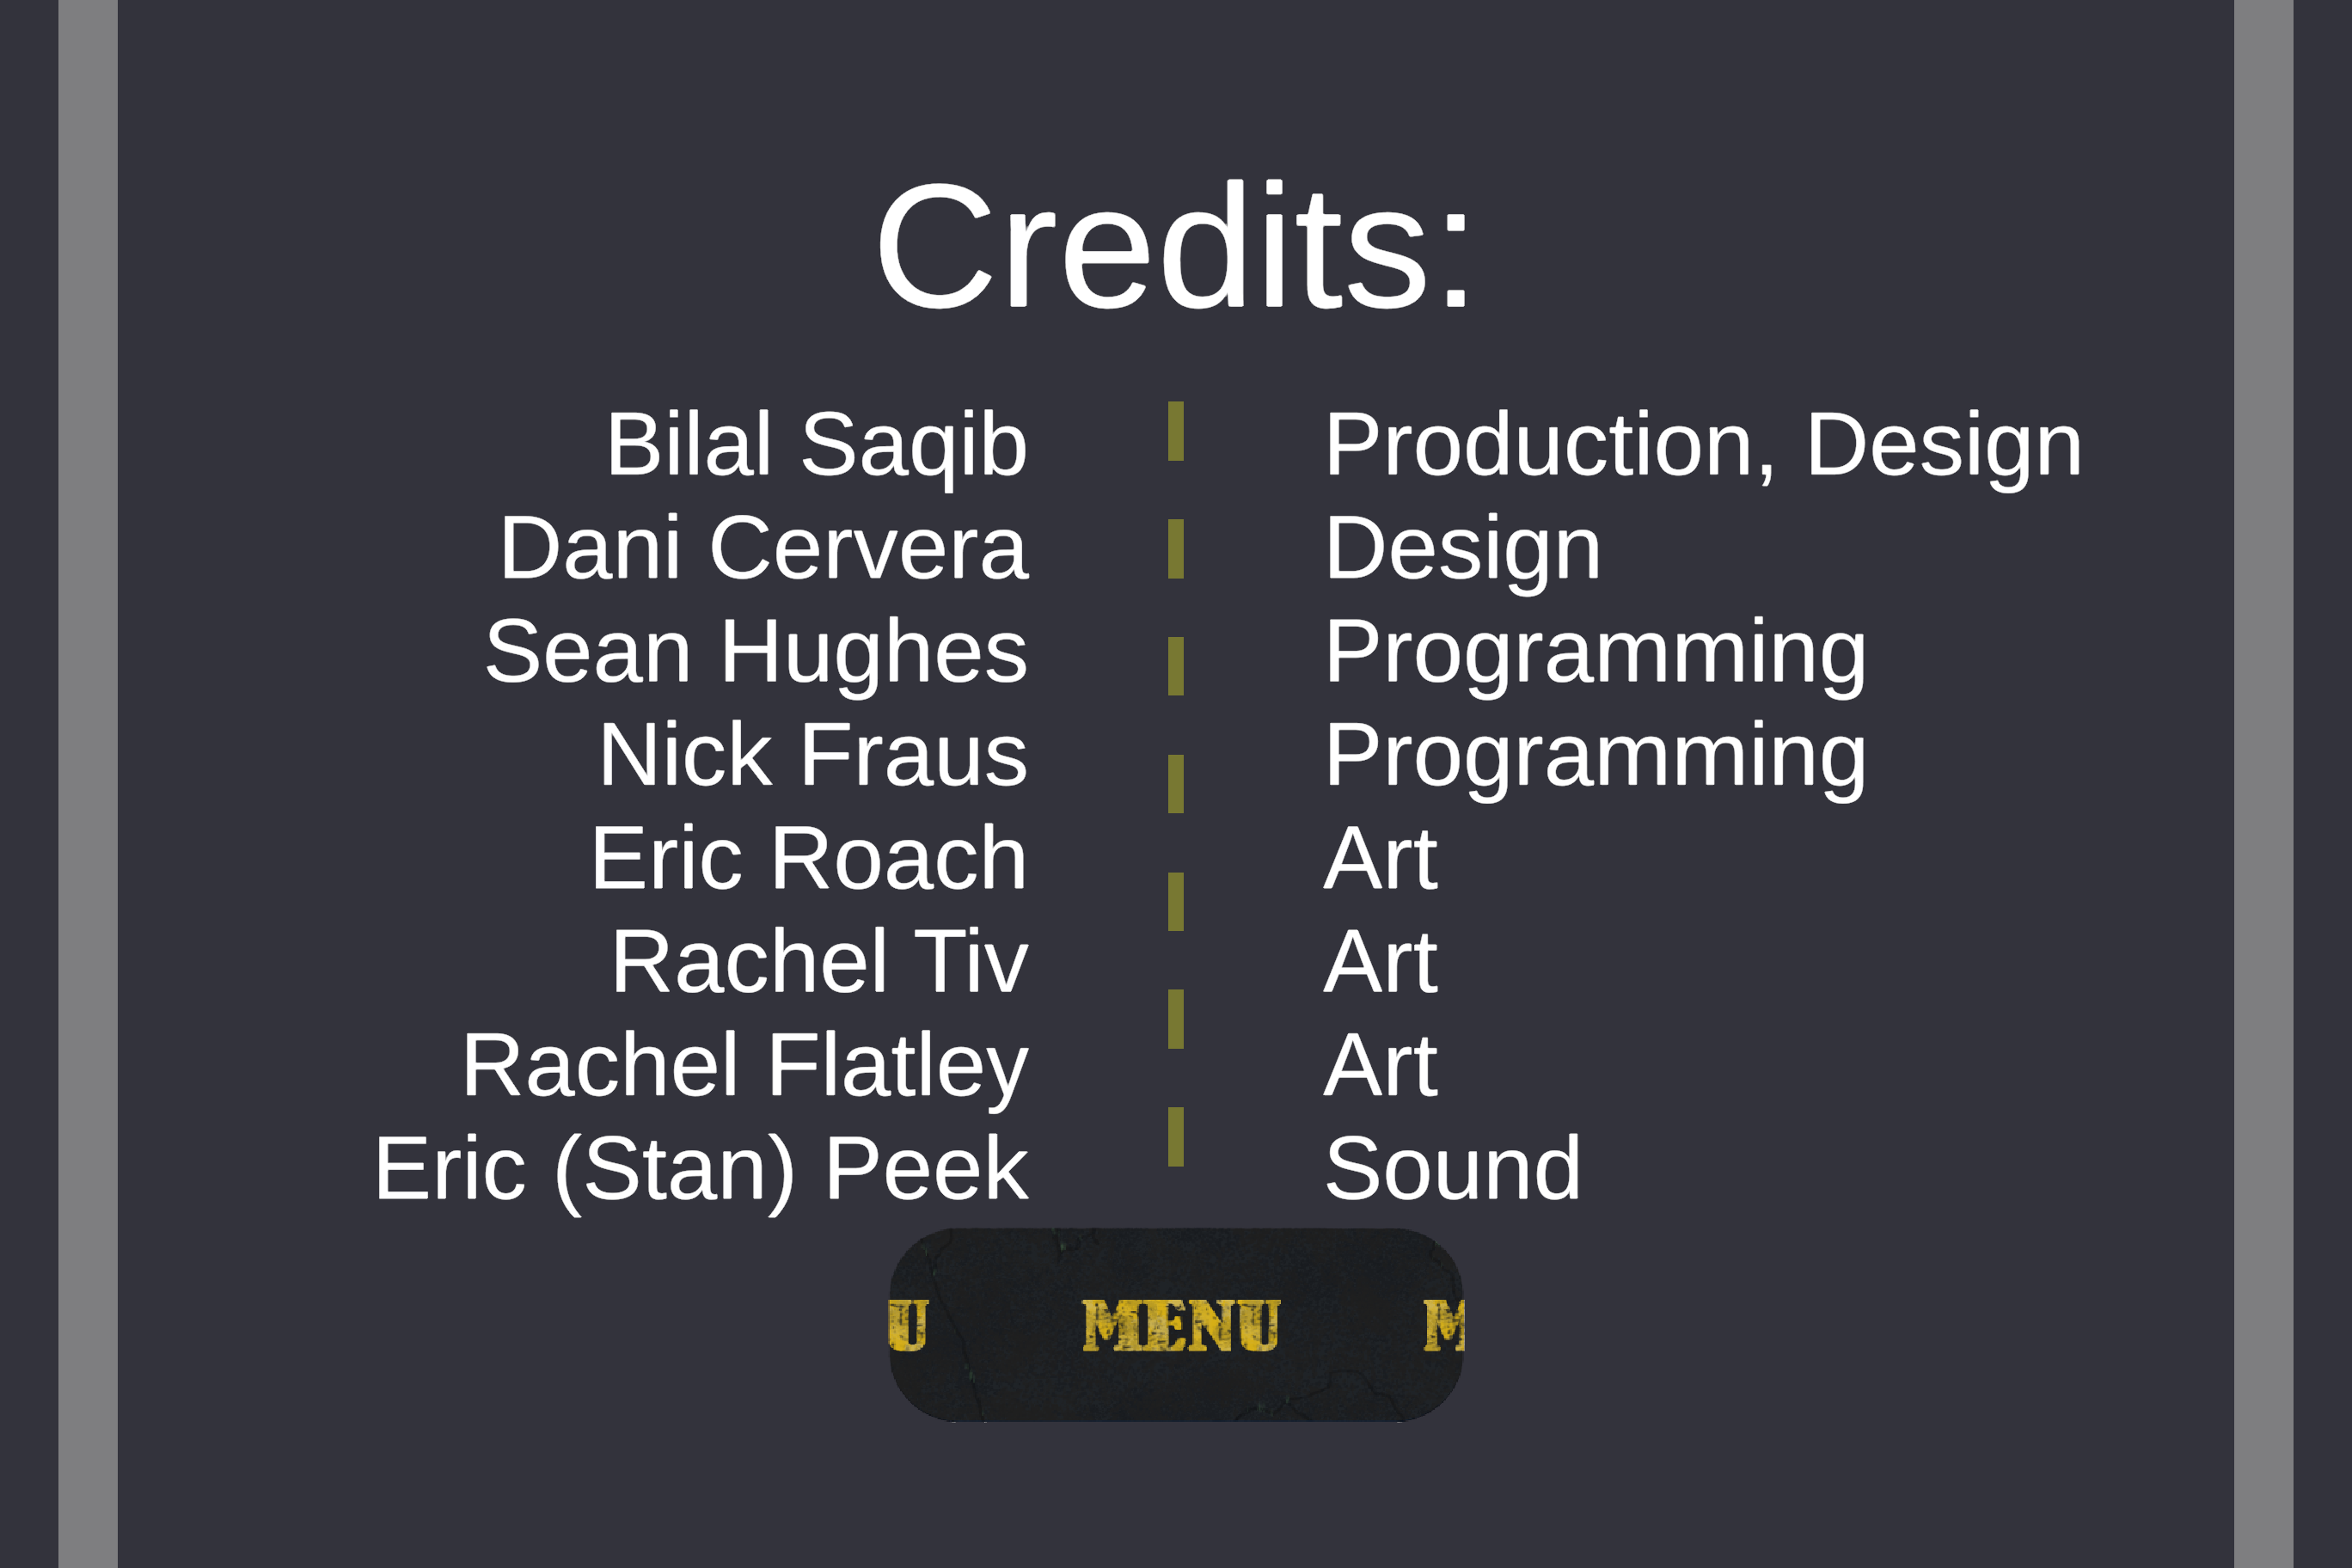 Credits:
Bilal Saqib Production, Design
Dani Cervera Design
Sean Hughes Programming
Nick Fraus Programming
Eric Roach Art
Rachel Tiv Art
Rachel Flatley Art
Eric (Stan) Peek Sound
U MENU M